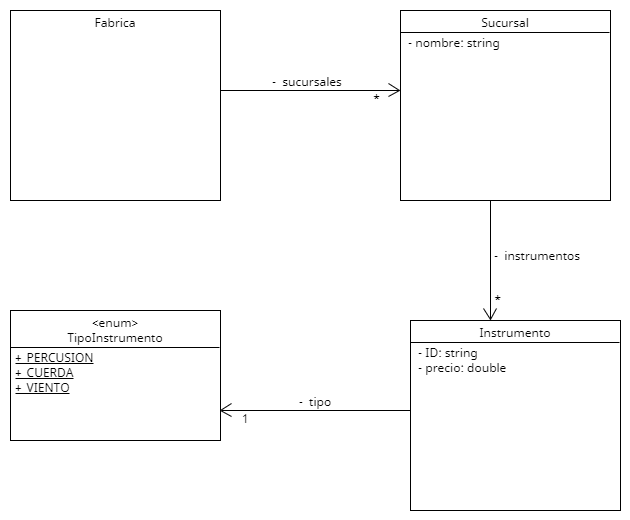 Fabrica
Sucursal
- nombre: string
- sucursales
*
- instrumentos
*
<enum>
TipoInstrumento
+ PERCUSION
+ CUERDA
+ VIENTO
Instrumento
- ID: string
- precio: double
- tipo
1